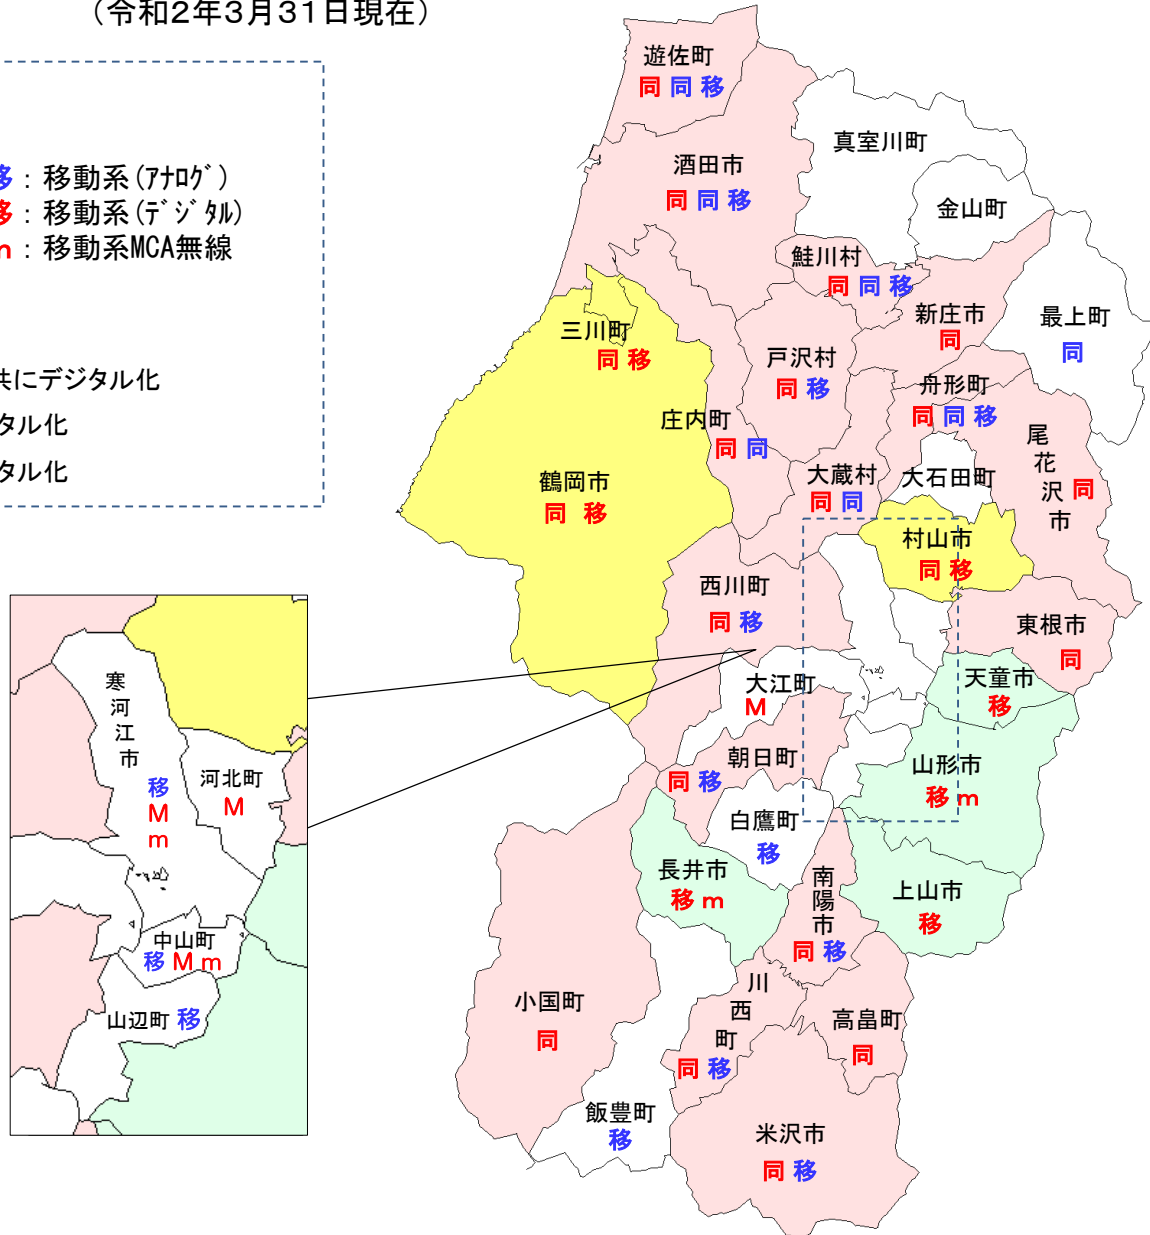 （令和2年3月31日現在）
移：移動系(ｱﾅﾛｸﾞ)
移：移動系(ﾃﾞｼﾞﾀﾙ)
m：移動系MCA無線
共にデジタル化
タル化
タル化
遊佐町
同 同 移
真室川町
酒田市
同 同 移
金山町
鮭川村
同 同 移
新庄市
同
最上町
同
三川町
同 移
戸沢村
同 移
舟形町
同 同 移
庄内町
同 同
尾花沢市
同
大蔵村
同 同
大石田町
鶴岡市
同 移
村山市
同 移
西川町
同 移
東根市
同
天童市
移
大江町
M
朝日町
同 移
山形市
移 m
白鷹町
移
長井市
移 m
南陽市
同 移
上山市
移
小国町
同
川西町
同 移
高畠町
同
飯豊町
移
米沢市
同 移
寒河江市
移
M
m
河北町
M
中山町
移 M m
山辺町 移